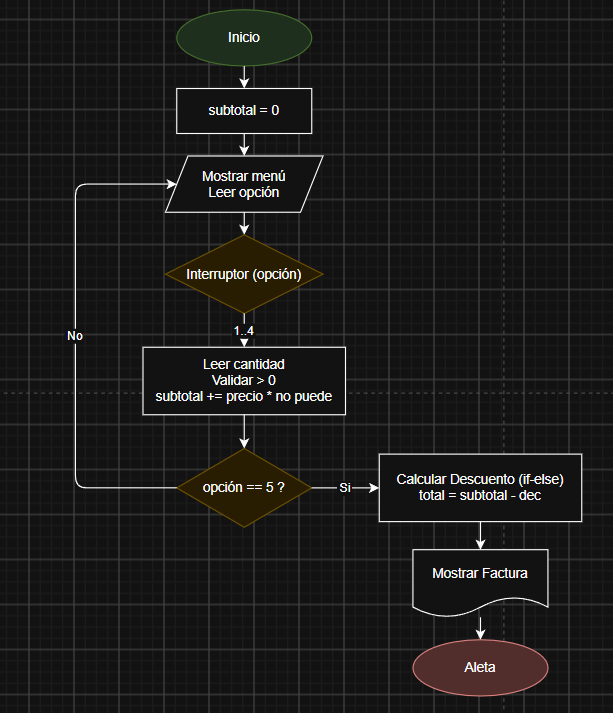 Inicio
subtotal = 0
Mostrar menú
Leer opción
Interruptor (opción)
1..4
Leer cantidad
Validar > 0
subtotal += precio * no puede
No
opción == 5 ?
Si
Calcular Descuento (if-else)
total = subtotal - dec
Mostrar Factura
Aleta